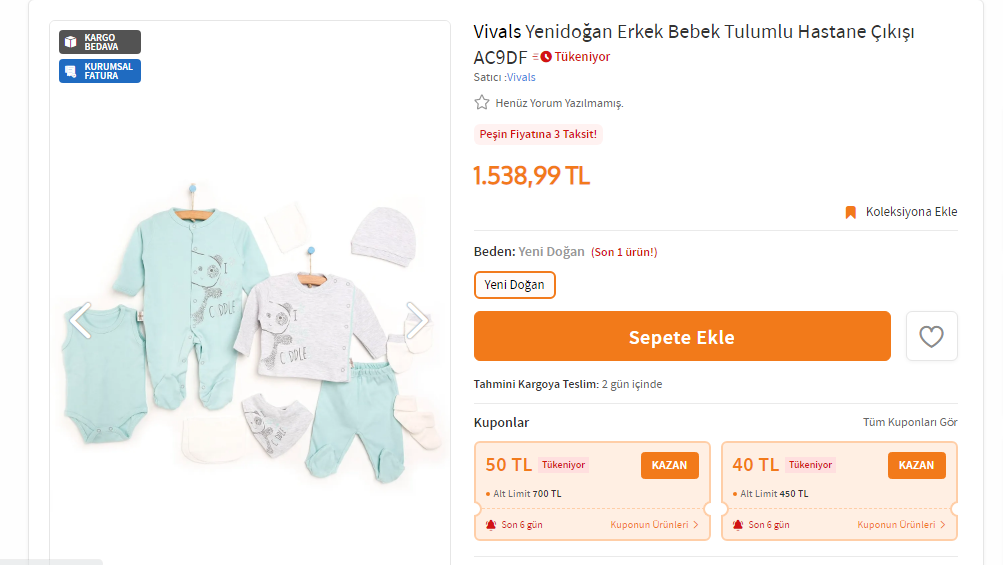 KARGO
BEDAVA
KURUMSAL
FATURA
Vivals Yenidoğan Erkek Bebek Tulumlu Hastane Çıkışı
AC9DF Tükeniyor
Satıcı :Vivals
Henüz Yorum Yazılmamış.
Peşin Fiyatına 3 Taksit!
1.538,99 TL
Koleksiyona Ekle
Beden: Yeni Doğan (Son 1 ürün!)
Yeni Doğan
Sepete Ekle
Tahmini Kargoya Teslim: 2 gün içinde
Kuponlar
Tüm Kuponları Gör
50 TL Tükeniyor KAZAN
• Alt Limit 700 TL
Son 6 gün Kuponun Ürünleri >
40 TL Tükeniyor KAZAN
• Alt Limit 450 TL
Son 6 gün Kuponun Ürünleri >